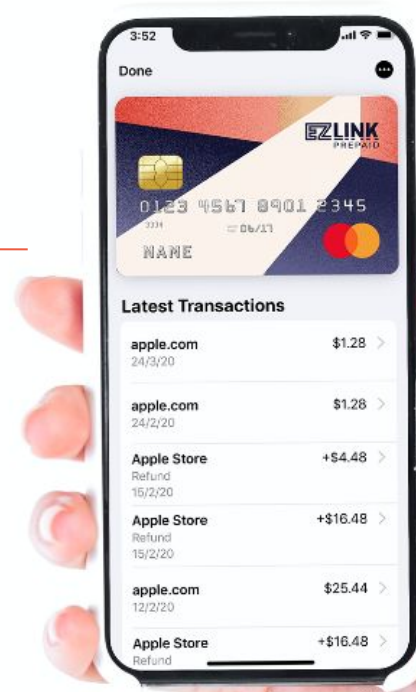 3:52
Done
EZLINK
PREPAID
0123 4567 8901 2345
06/17
NAME
Latest Transactions
apple.com $1.28
24/3/20
apple.com $1.28
24/2/20
Apple Store +$4.48
Refund
15/2/20
Apple Store +$16.48
Refund
15/2/20
apple.com $25.44
12/2/20
Apple Store +$16.48
Refund